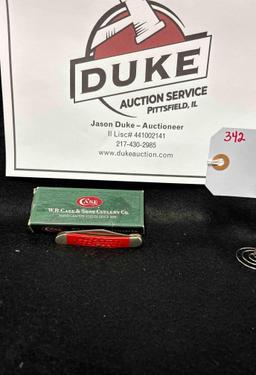 DUKE
AUCTION SERVICE
PITTSFIELD, IL
Jason Duke – Auctioneer
Il Lisc# 441002141
217-430-2985
www.dukeauction.com
342
CASE
W.R. CASE & SONS CUTLERY CO.